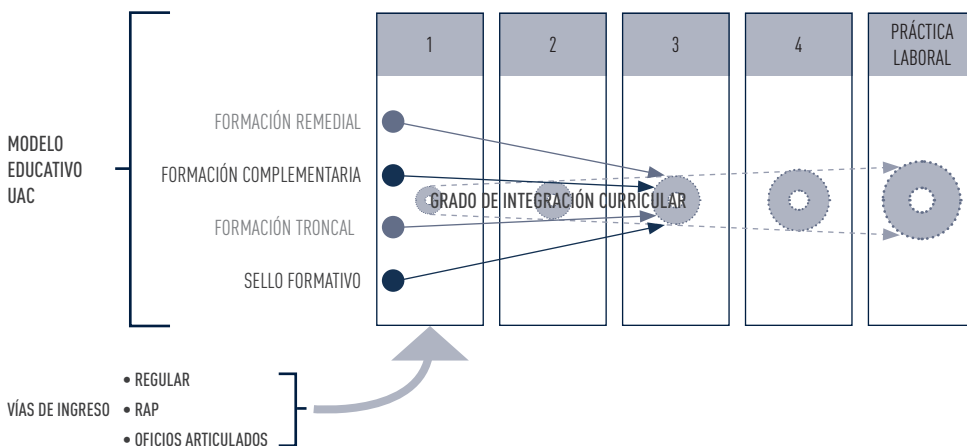 1
2
3
4
PRÁCTICA
LABORAL
MODELO
EDUCATIVO
UAC
FORMACIÓN REMEDIAL
FORMACIÓN COMPLEMENTARIA
GRADO DE INTEGRACIÓN CURRICULAR
FORMACIÓN TRONCAL
SELLO FORMATIVO
VÍAS DE INGRESO
• REGULAR
• RAP
• OFICIOS ARTICULADOS